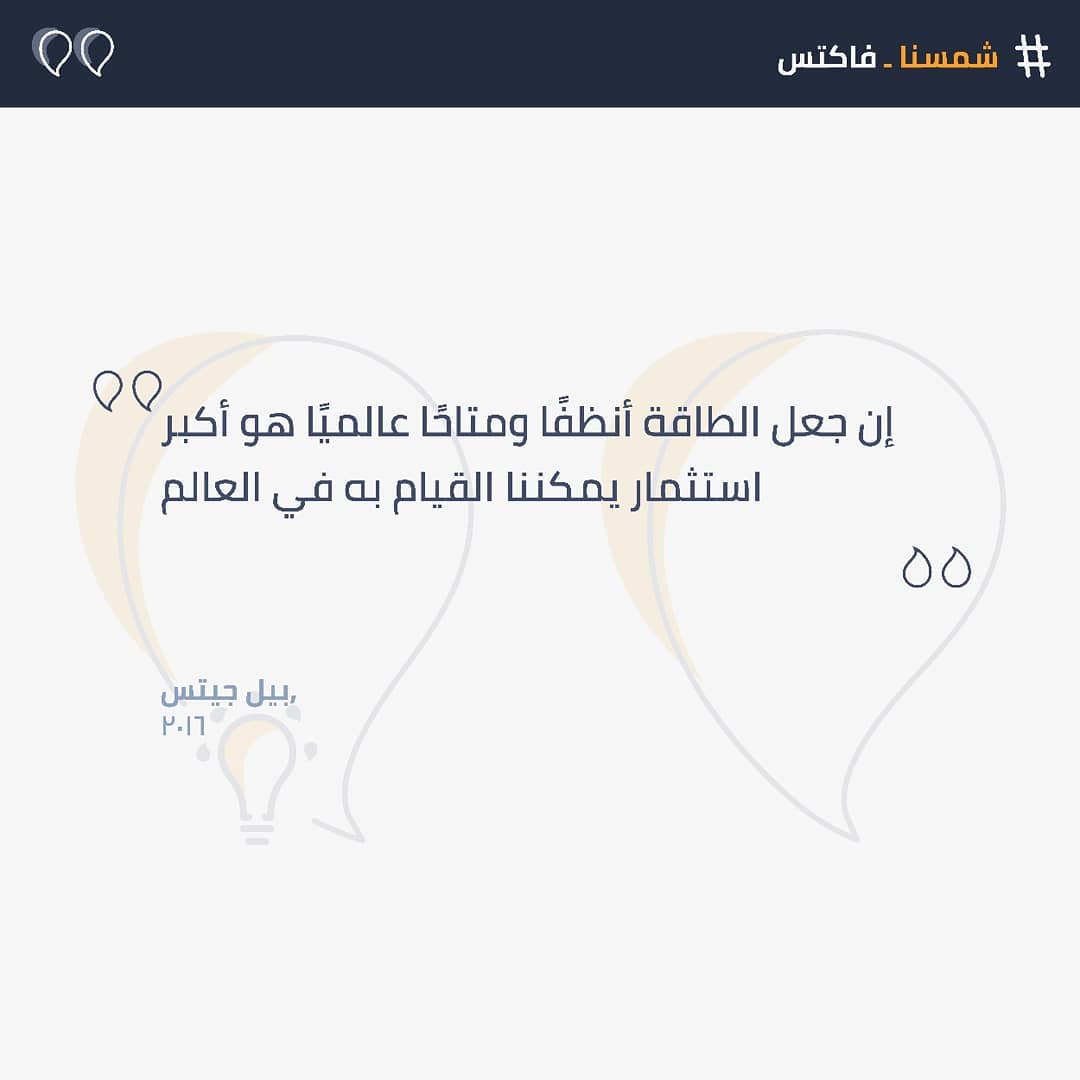 # شمسنا - فاكتس
إن جعل الطاقة أنظفًا ومتاحًا عالميًا هو أكبر
استثمار يمكننا القيام به في العالم
بيل جيتس,
٢٠١٦